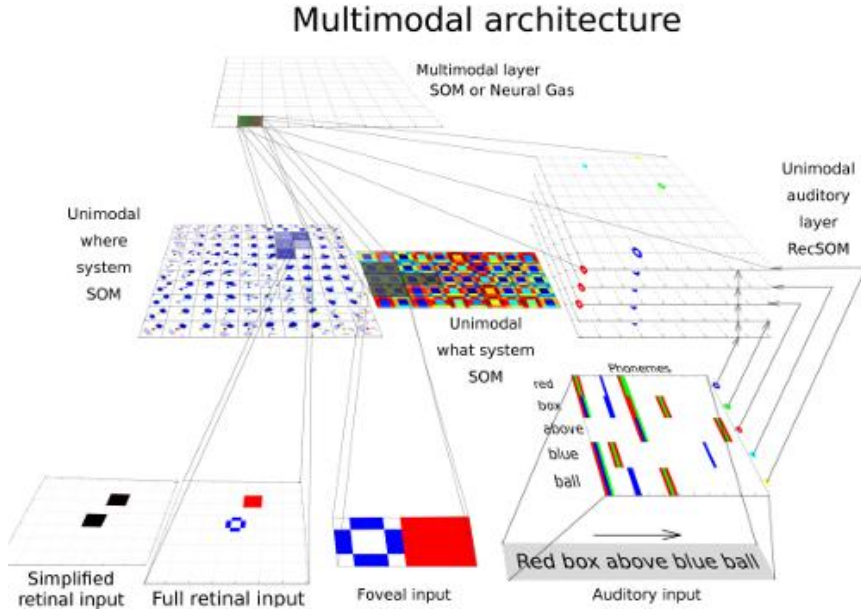 Multimodal architecture
Multimodal layer
SOM or Neural Gas
Unimodal
auditory
layer
RecSOM
Unimodal
where
system
SOM
Unimodal
what system
SOM
Phonemes
red
box
above
blue
ball
Red box above blue ball
Simplified
retinal input
Full retinal input
Foveal input
Auditory input